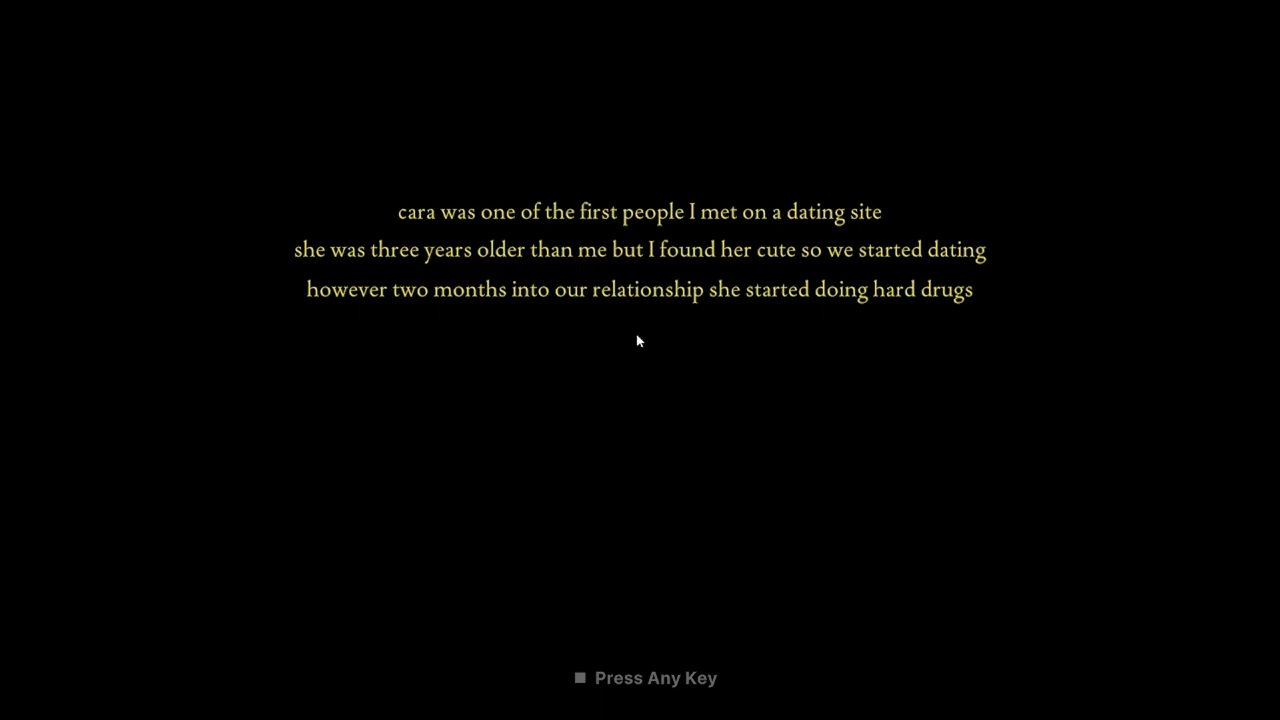 cara was one of the first people I met on a dating site
she was three years older than me but I found her cute so we started dating
however two months into our relationship she started doing hard drugs
Press Any Key